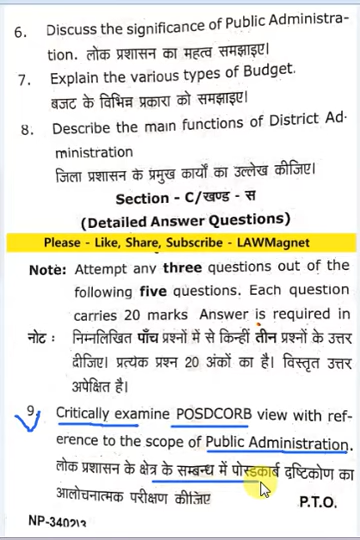 6. Discuss the significance of Public Administra-
tion. लोक प्रशासन का महत्व समझाइए।
7. Explain the various types of Budget.
बजट के विभिन्न प्रकारा को समझाइए।
8. Describe the main functions of District Ad-
ministration
जिला प्रशासन के प्रमुख कार्यों का उल्लेख कीजिए।
Section - C/खण्ड - स
(Detailed Answer Questions)
Please - Like, Share, Subscribe - LAWMagnet
Note: Attempt any three questions out of the
following five questions. Each question
carries 20 marks Answer is required in
नोट : निम्नलिखित पाँच प्रश्नों में से किन्हीं तीन प्रश्नों के उत्तर
दीजिए। प्रत्येक प्रश्न 20 अंकों का है। विस्तृत उत्तर
अपेक्षित है।
9. Critically examine POSDCORB view with ref-
erence to the scope of Public Administration.
लोक प्रशासन के क्षेत्र के सम्बन्ध में पोस्डकार्ब दृष्टिकोण का
आलोचनात्मक परीक्षण कीजिए
P.T.O.